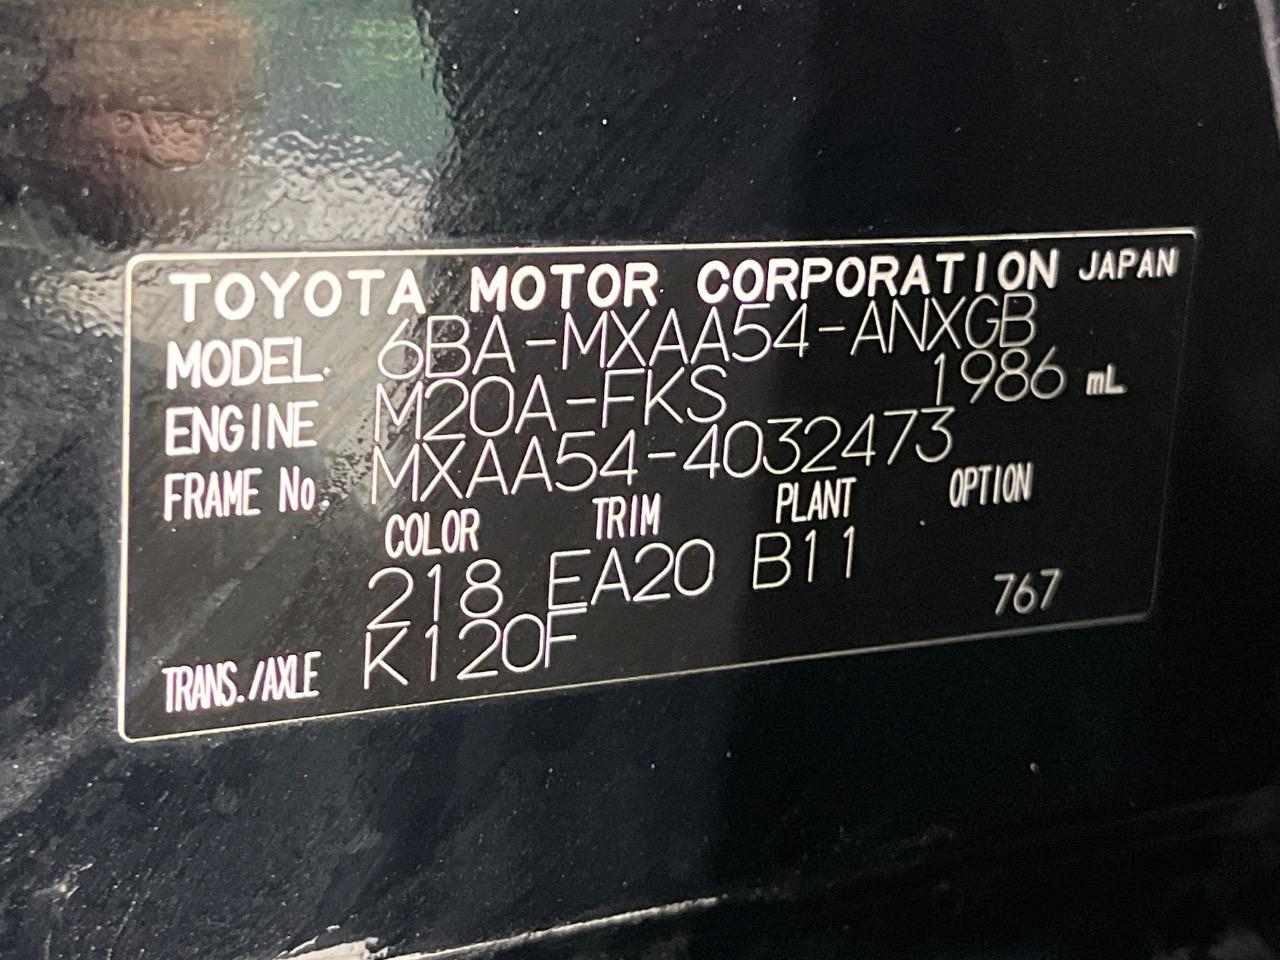 TOYOTA MOTOR CORPORATION JAPAN
MODEL 6BA-MXAA54-ANXGB
ENGINE M20A-FKS 1986 mL
FRAME No. MXAA54-4032473
COLOR TRIM PLANT OPTION
218 EA20 B11
TRANS./AXLE K120F 767